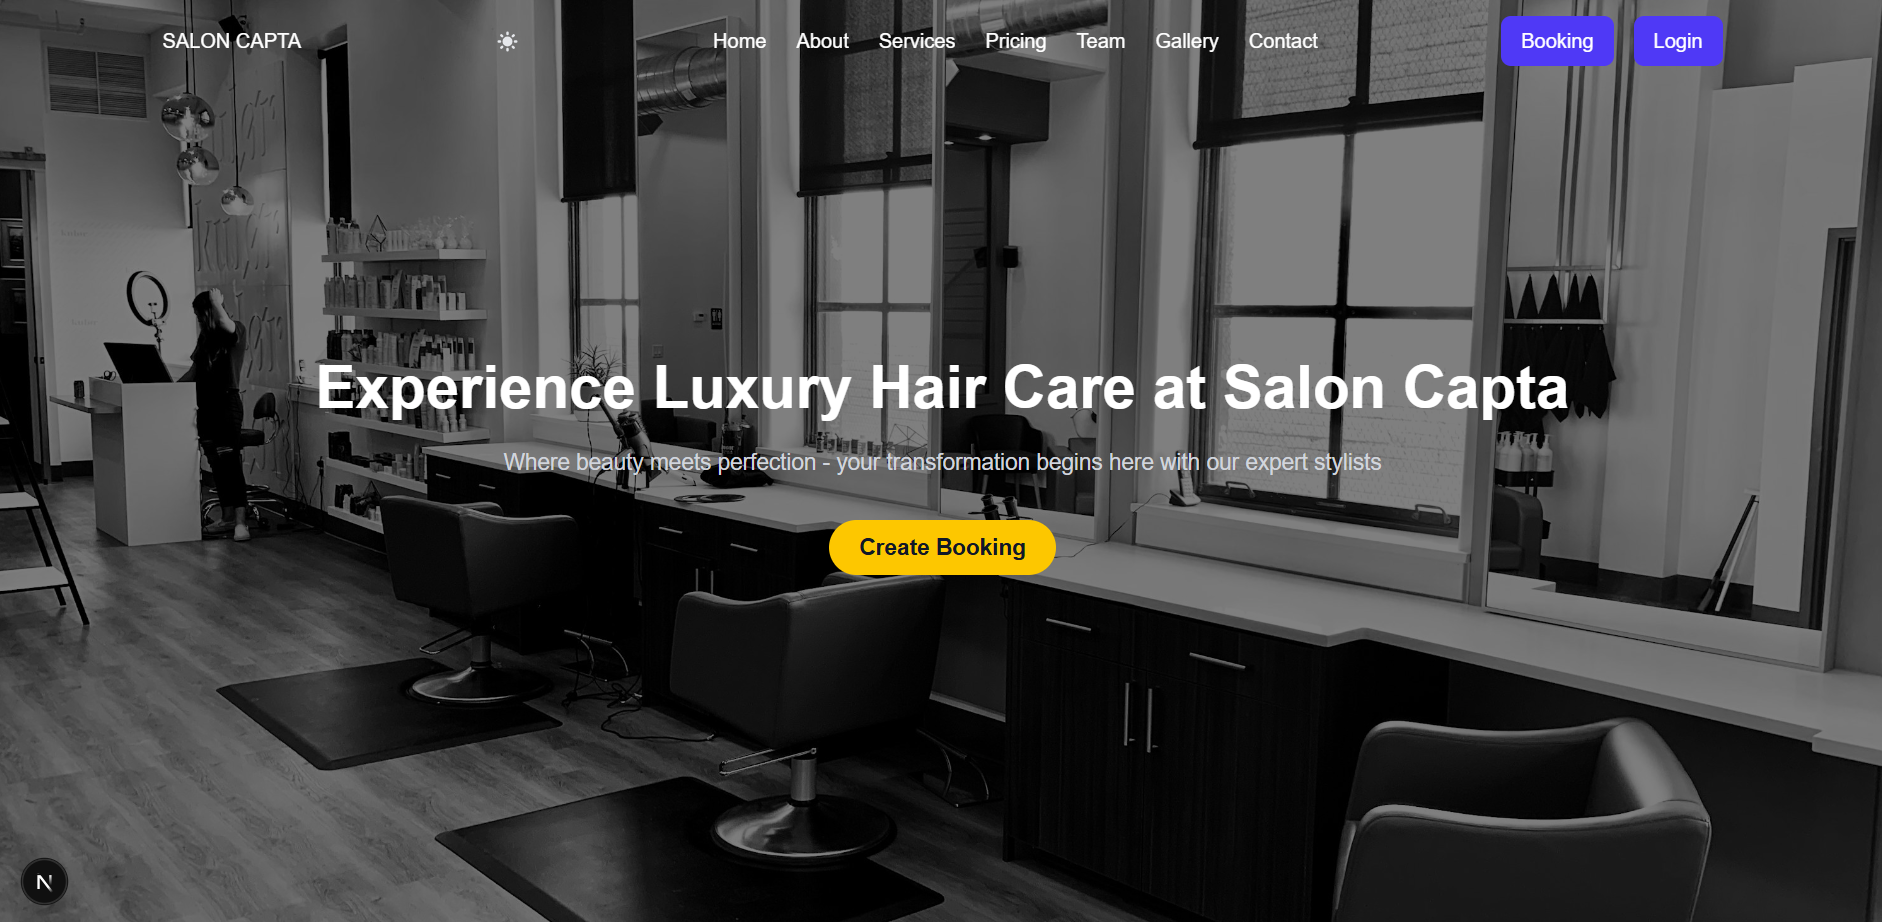 SALON CAPTA
Home About Services Pricing Team Gallery Contact
Booking Login
Experience Luxury Hair Care at Salon Capta
Where beauty meets perfection - your transformation begins here with our expert stylists
Create Booking
N